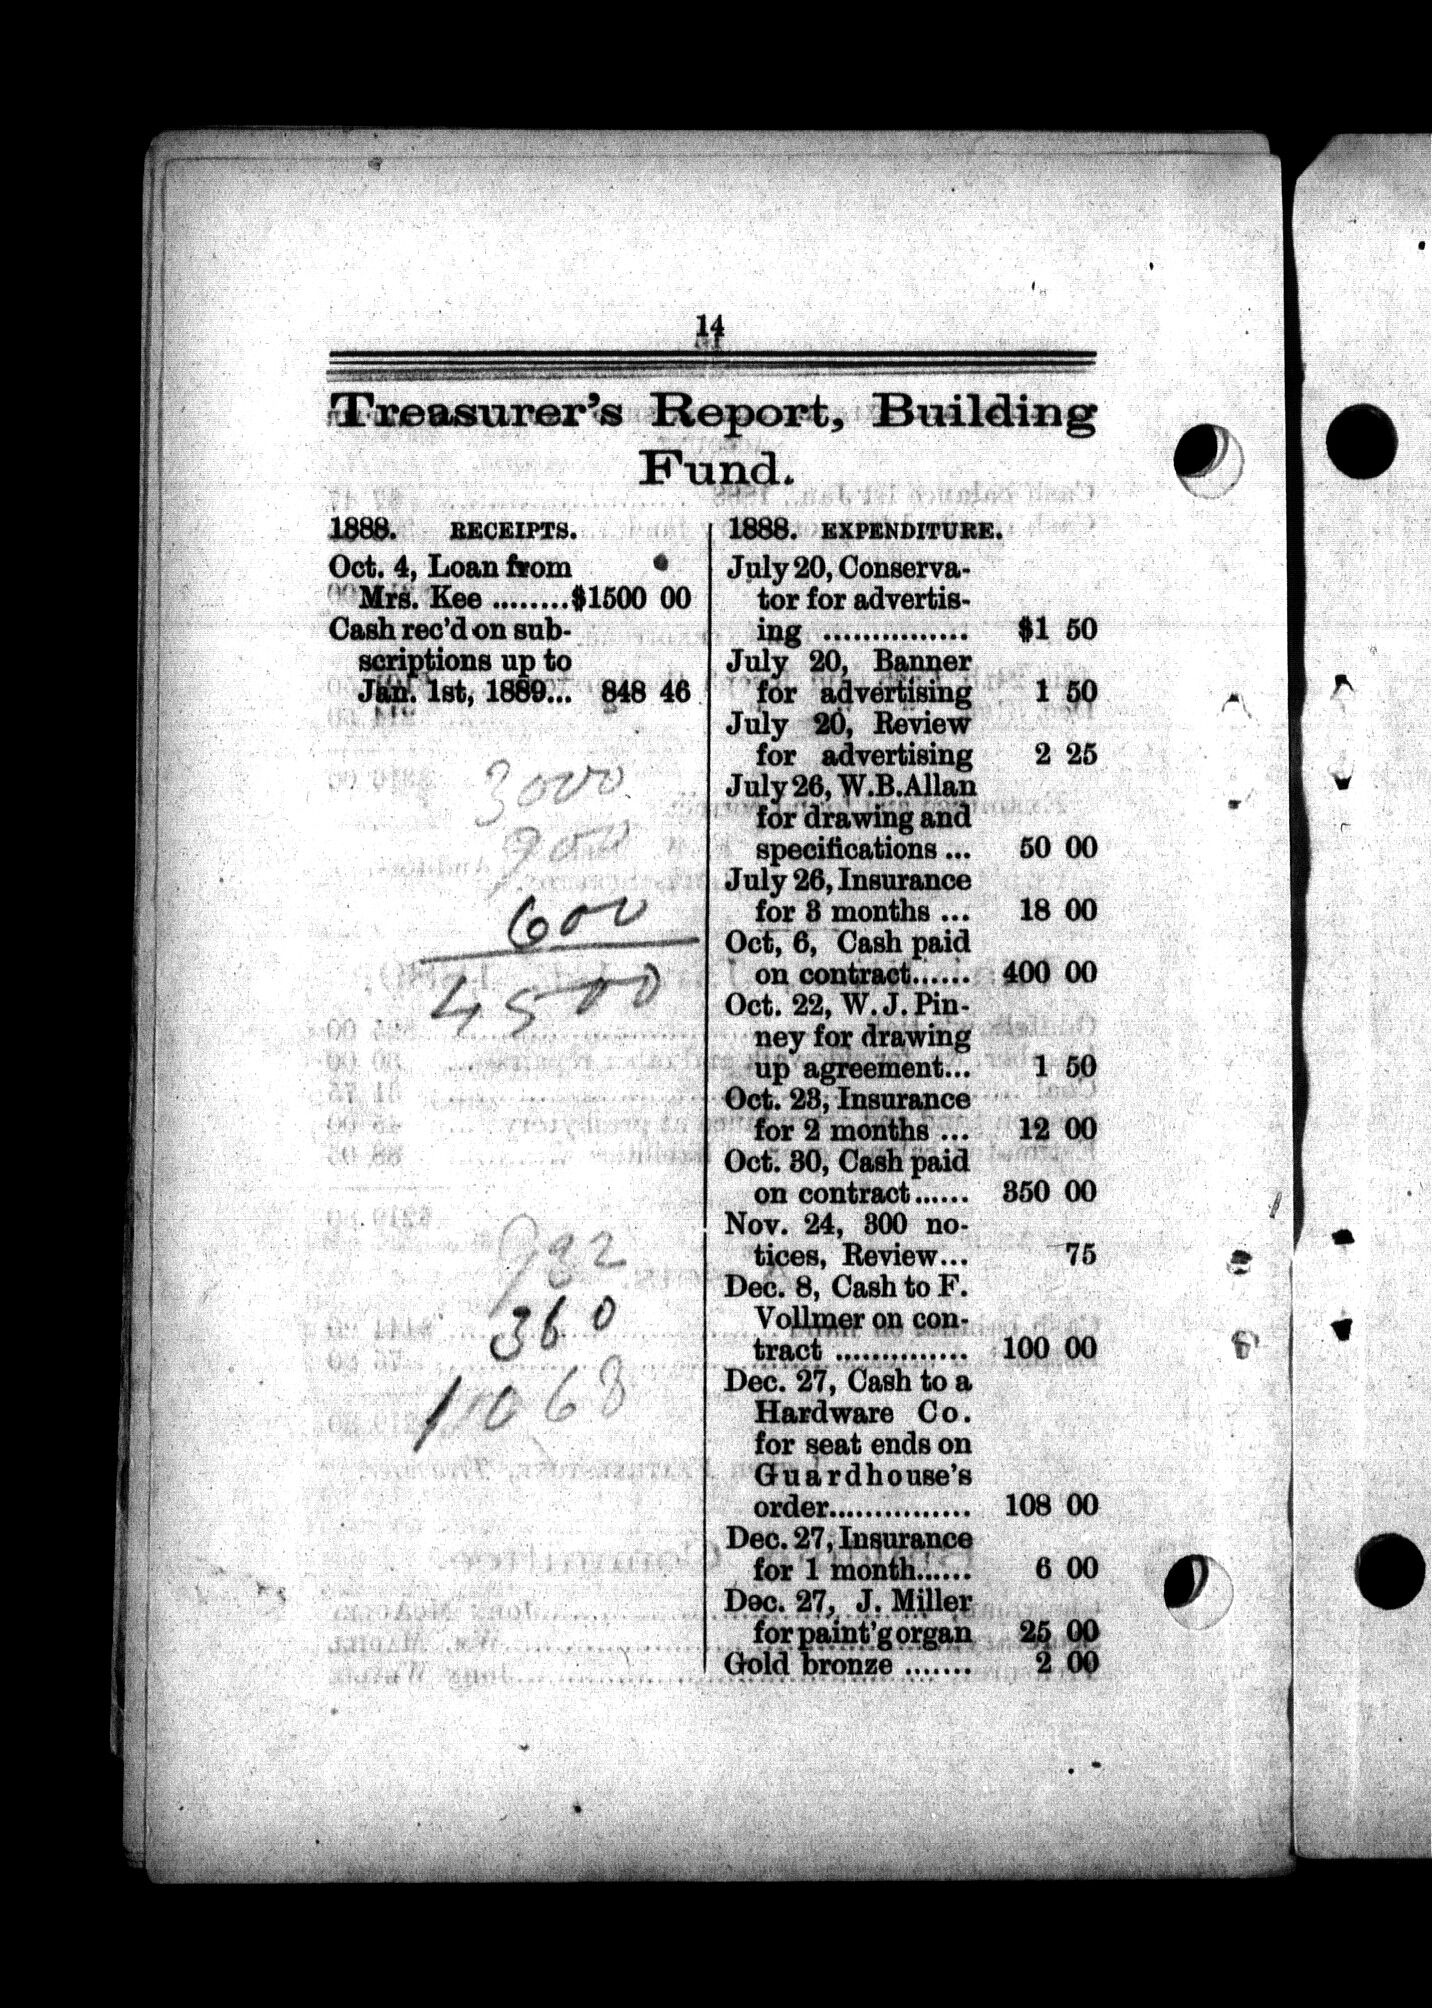 14
Treasurer's Report, Building
Fund.
1888. RECEIPTS.
Oct. 4, Loan from
Mrs. Kee ........$1500 00
Cash rec'd on sub-
scriptions up to
Jan. 1st, 1889... 848 46
3000
900
600
4500
360
1068
1888. EXPENDITURE.
July 20, Conserva-
tor for advertis-
ing ............... $1 50
July 20, Banner
for advertising 1 50
July 20, Review
for advertising 2 25
July 26, W.B.Allan
for drawing and
specifications ... 50 00
July 26, Insurance
for 3 months ... 18 00
Oct, 6, Cash paid
on contract...... 400 00
Oct. 22, W. J. Pin-
ney for drawing
up agreement... 1 50
Oct. 23, Insurance
for 2 months ... 12 00
Oct. 30, Cash paid
on contract...... 350 00
Nov. 24, 300 no-
tices, Review... 75
Dec. 8, Cash to F.
Vollmer on con-
tract .............. 100 00
Dec. 27, Cash to a
Hardware Co.
for seat ends on
Guardhouse's
order............... 108 00
Dec. 27, Insurance
for 1 month...... 6 00
Dec. 27, J. Miller
for paint'g organ 25 00
Gold bronze ....... 2 00